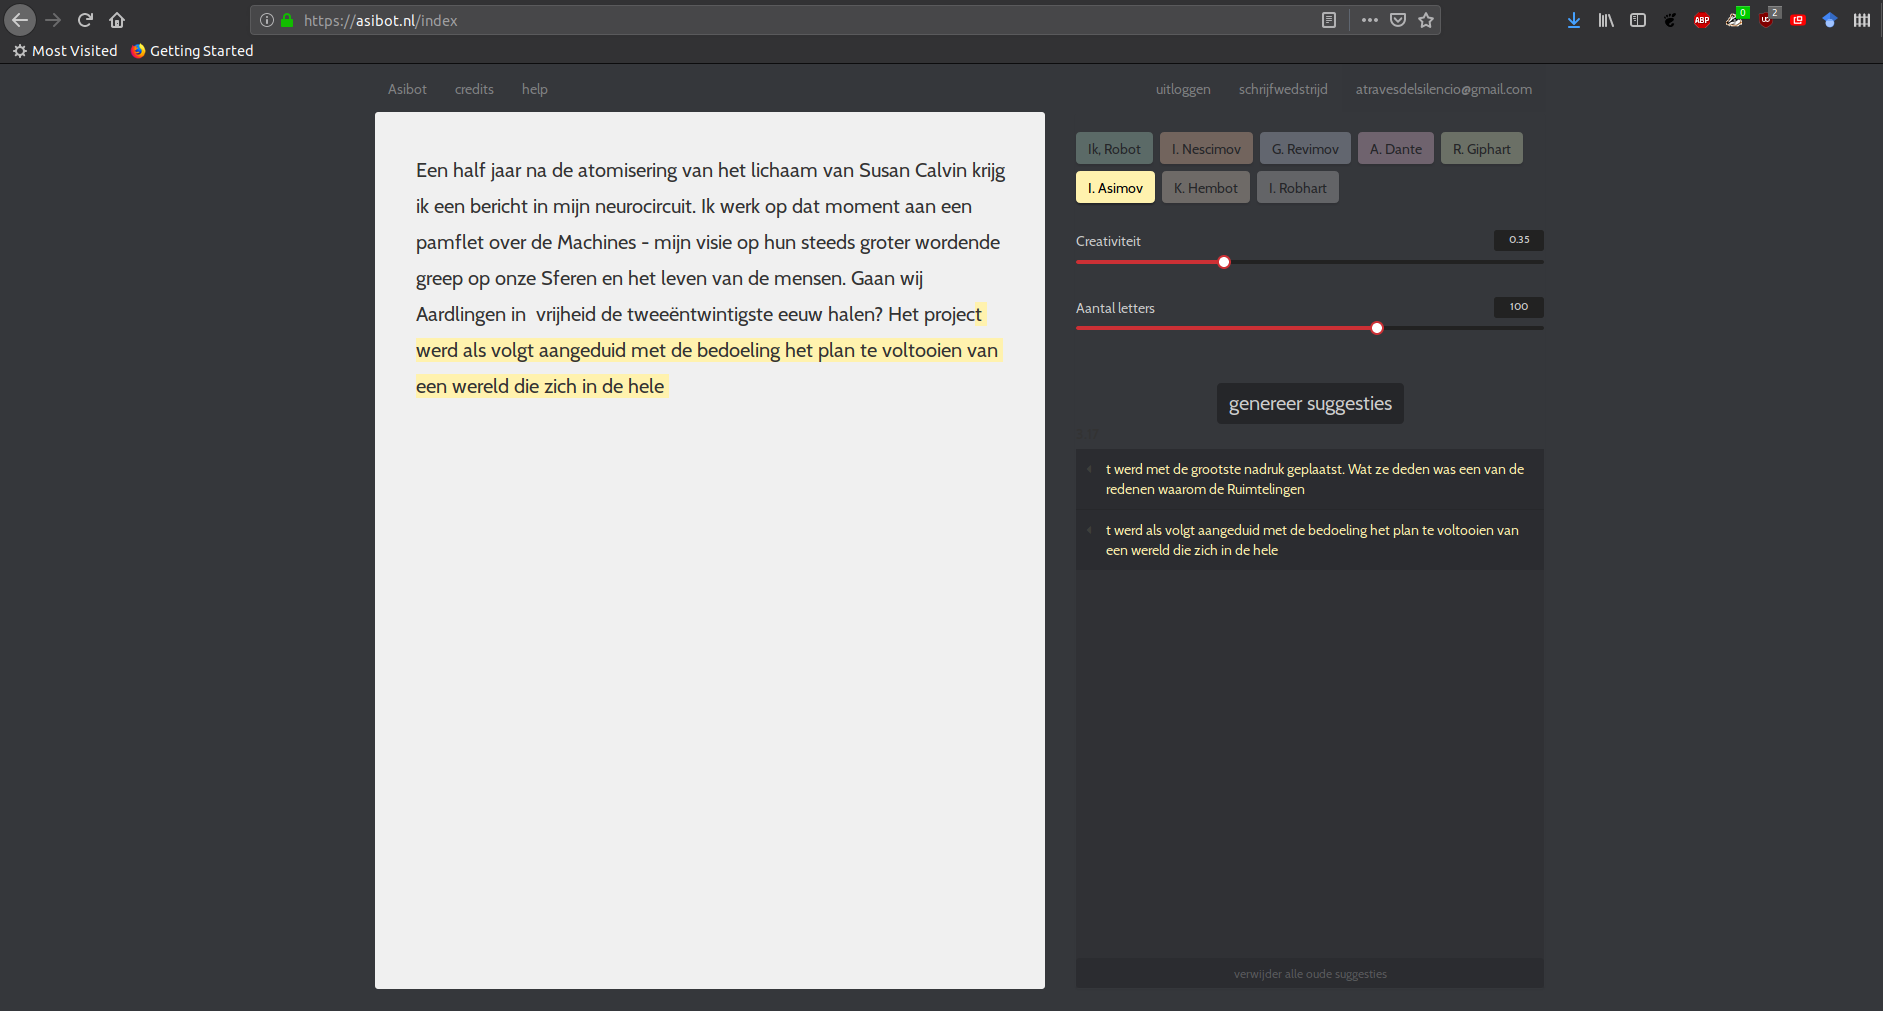 https://asibot.nl/index
ABP
0
2
Most Visited
Getting Started
Asibot
credits
help
uitloggen
schrijfwedstrijd
atravesdelsilencio@gmail.com
Een half jaar na de atomisering van het lichaam van Susan Calvin krijg
ik een bericht in mijn neurocircuit. Ik werk op dat moment aan een
pamflet over de Machines - mijn visie op hun steeds groter wordende
greep op onze Sferen en het leven van de mensen. Gaan wij
Aardlingen in  vrijheid de tweeëntwintigste eeuw halen? Het project
werd als volgt aangeduid met de bedoeling het plan te voltooien van
een wereld die zich in de hele
Ik, Robot
I. Nescimov
G. Revimov
A. Dante
R. Giphart
I. Asimov
K. Hembot
I. Robhart
Creativiteit
0.35
Aantal letters
100
genereer suggesties
t werd met de grootste nadruk geplaatst. Wat ze deden was een van de
redenen waarom de Ruimtelingen
t werd als volgt aangeduid met de bedoeling het plan te voltooien van
een wereld die zich in de hele
verwijder alle oude suggesties